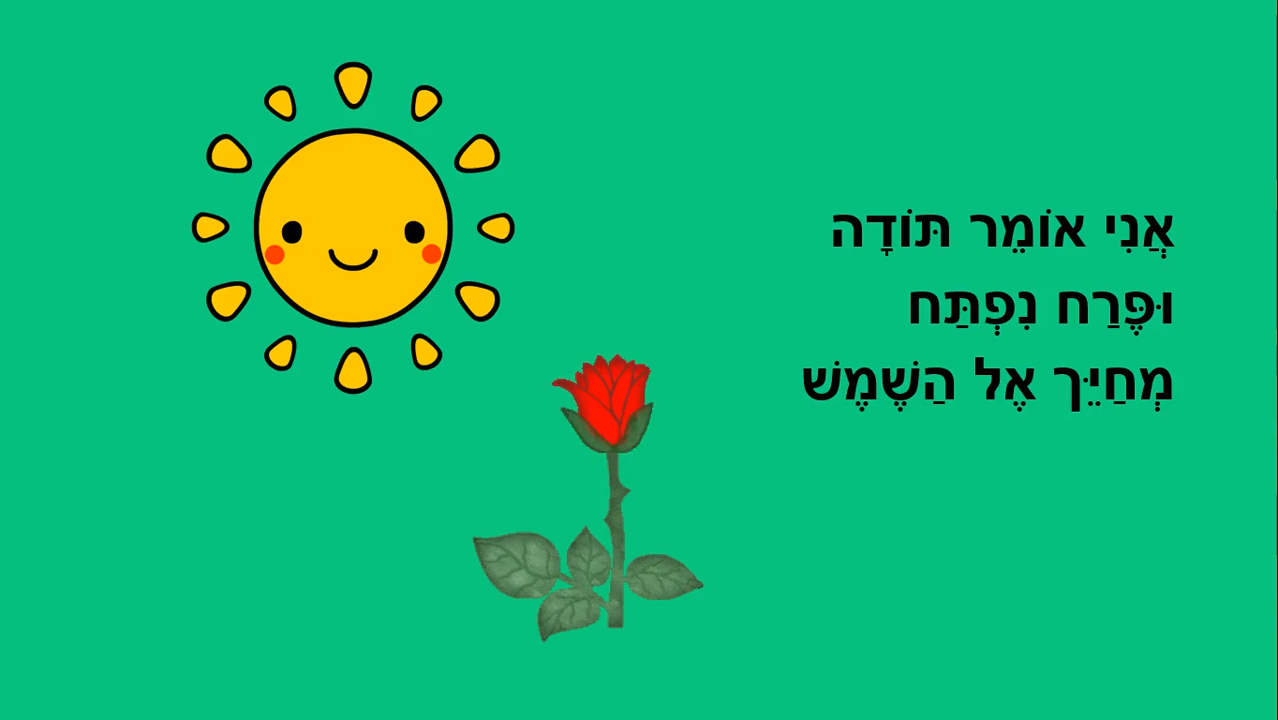 אֲנִי אוֹמֵר תּוֹדָה
וּפֶּרַח נִפְתַּח
מְחַיֵּך אֶל הַשֶּׁמֶשׁ